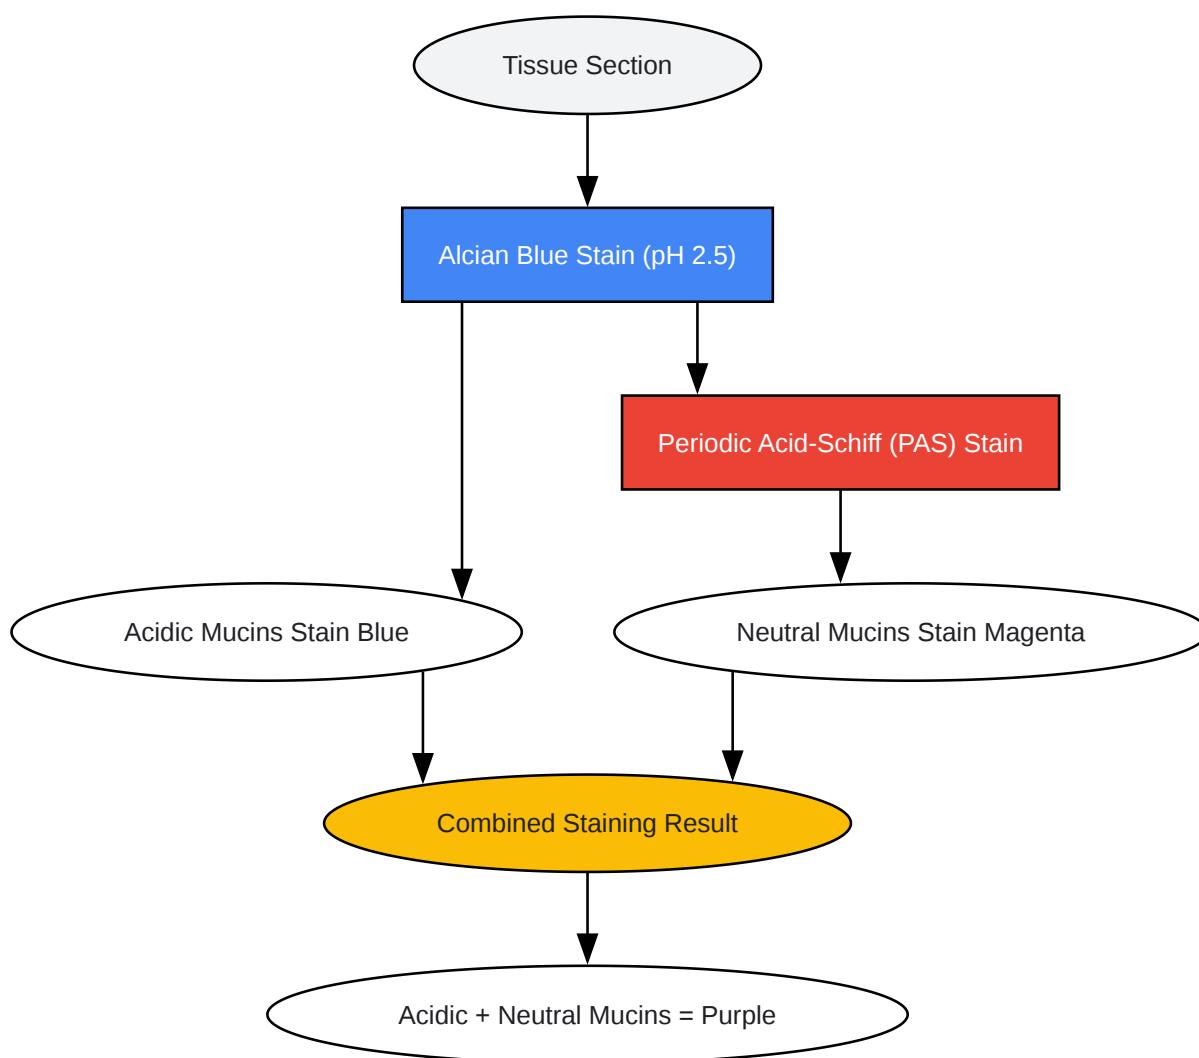 Tissue Section
Alcian Blue Stain (pH 2.5)
Periodic Acid-Schiff (PAS) Stain
Acidic Mucins Stain Blue
Neutral Mucins Stain Magenta
Combined Staining Result
Acidic + Neutral Mucins = Purple